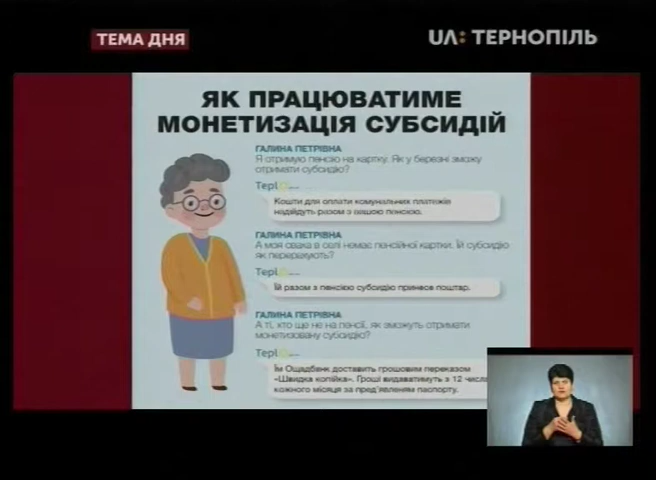 ТЕМА ДНЯ
UA: ТЕРНОПІЛЬ
ЯК ПРАЦЮВАТИМЕ
МОНЕТИЗАЦІЯ СУБСИДІЙ
ГАЛИНА ПЕТРІВНА
Я отримую пенсію на картку. Як у березні зможу
отримати субсидію?
Тепл
Кошти для оплати комунальних платежів
надійдуть разом з вашою пенсією.
ГАЛИНА ПЕТРІВНА
А моя сваха в селі немає пенсійної картки. Їй субсидію
як перерахують?
Тепл
Їй разом з пенсією субсидію принесе поштар.
ГАЛИНА ПЕТРІВНА
А ті, хто ще не на пенсії, як зможуть отримати
монетизовану субсидію?
Тепл
Їм Ощадбанк доставить грошовим переказом
«Швидка копійка». Гроші видаватимуть з 12 числа
кожного місяця за пред'явленням паспорту.